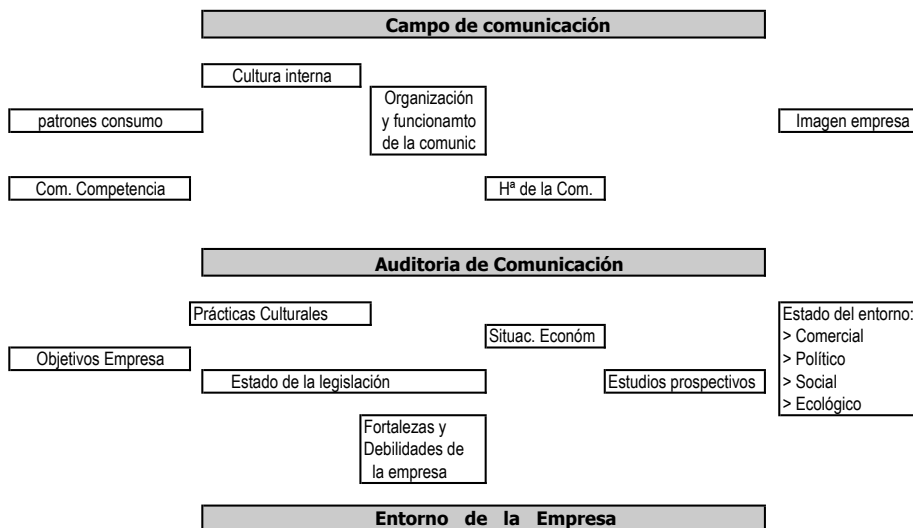 Campo de comunicación
Cultura interna
Organización
y funcionamto
de la comunic
patrones consumo
Imagen empresa
Com. Competencia
Hª de la Com.
Auditoria de Comunicación
Prácticas Culturales
Situac. Económ
Objetivos Empresa
Estado de la legislación
Estudios prospectivos
Estado del entorno:
> Comercial
> Político
> Social
> Ecológico
Fortalezas y
Debilidades de
la empresa
Entorno de la Empresa